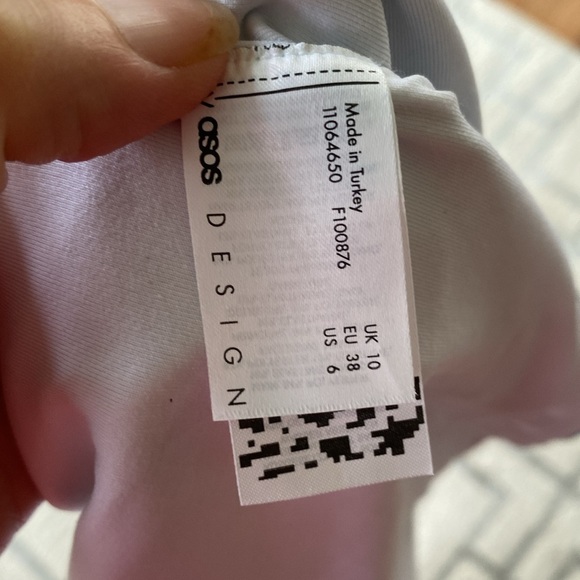 Made in Turkey
11064650 F100876
UK 10
EU 38
US 6
asos DESIGN